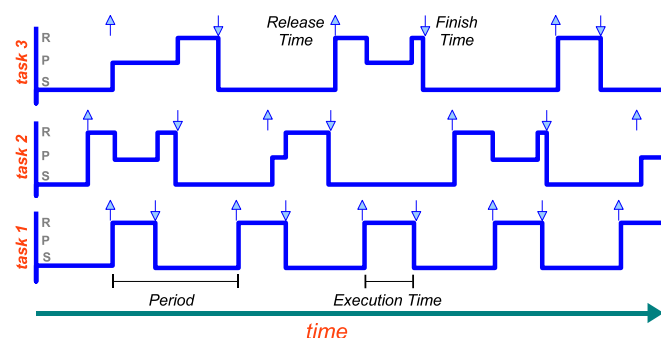 task 3
R
P
S
Release
Time
Finish
Time
task 2
R
P
S
task 1
R
P
S
Period
Execution Time
time